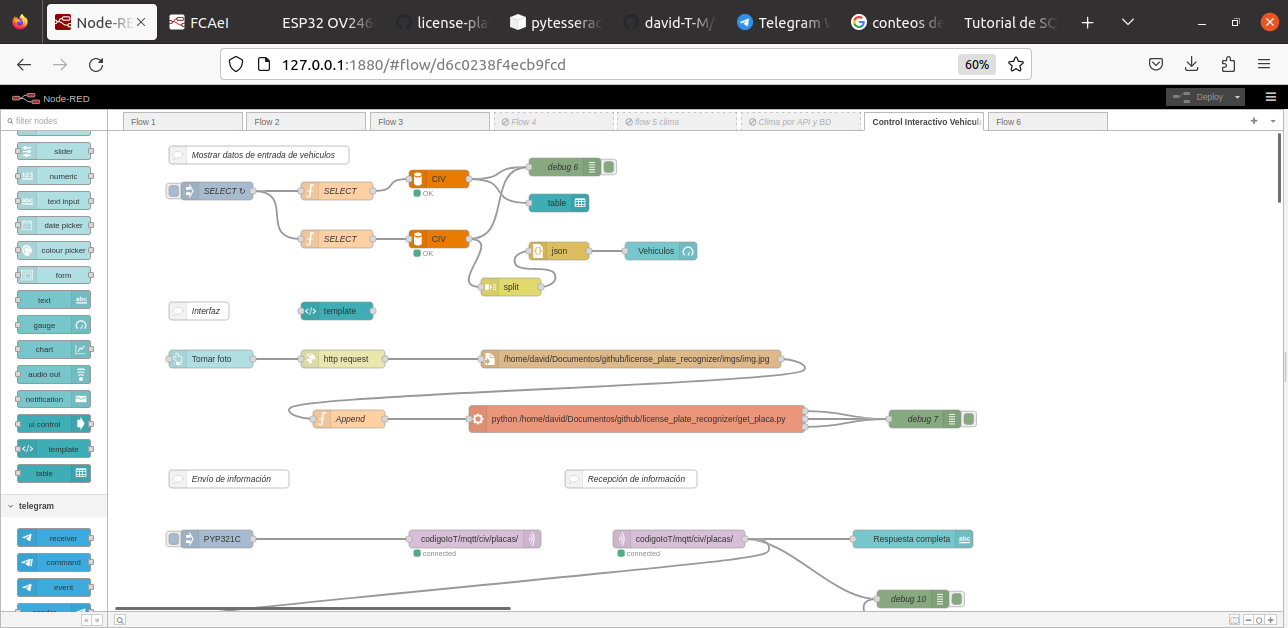 Node-RE
FCAeI
ESP32 OV246
license-pla
pytesserac
david-T-M/
Telegram
conteos de
Tutorial de SQ
127.0.0.1:1880/#flow/d6c0238f4ecb9fcd
60%
Node-RED
Deploy
filter nodes
Flow 1
Flow 2
Flow 3
Flow 4
flow 5 clima
Clima por API y BD
Control Interactivo Vehicula
Flow 6
slider
numeric
text input
date picker
colour picker
form
text
gauge
chart
audio out
notification
ui control
template
table
telegram
receiver
command
event
Mostrar datos de entrada de vehiculos
SELECT ↻
SELECT
CIV
OK
debug 6
table
SELECT
CIV
OK
json
Vehiculos
split
Interfaz
template
Tomar foto
http request
/home/david/Documentos/github/license_plate_recognizer/imgs/img.jpg
Append
python /home/david/Documentos/github/license_plate_recognizer/get_placa.py
debug 7
Envío de información
Recepción de información
PYP321C
codigoIoT/mqtt/civ/placas/
connected
codigoIoT/mqtt/civ/placas/
connected
Respuesta completa
debug 10